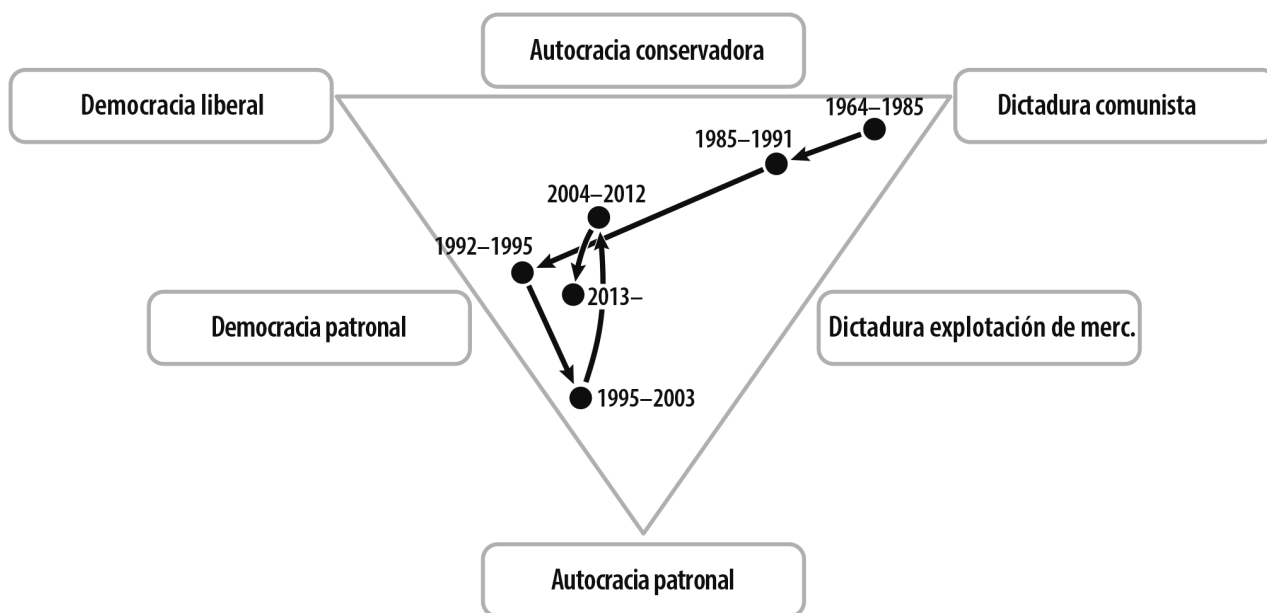 Autocracia conservadora
Democracia liberal
Dictadura comunista
1964–1985
1985–1991
2004–2012
1992–1995
2013–
Democracia patronal
Dictadura explotación de merc.
1995–2003
Autocracia patronal